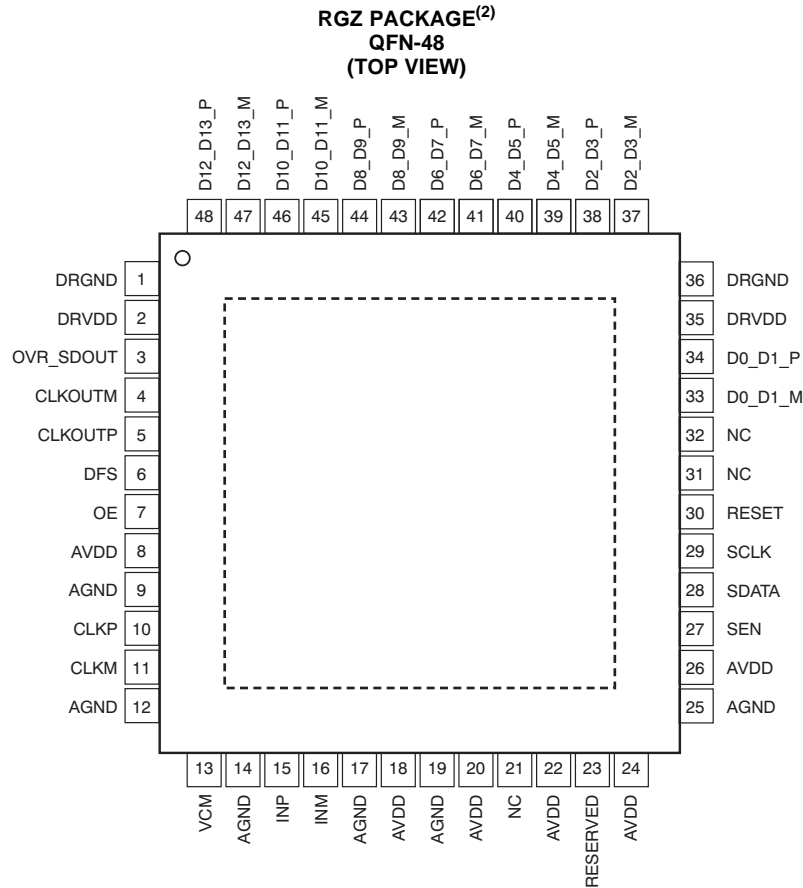 RGZ PACKAGE(2)
QFN-48
(TOP VIEW)
D12_D13_P
D12_D13_M
D10_D11_P
D10_D11_M
D8_D9_P
D8_D9_M
D6_D7_P
D6_D7_M
D4_D5_P
D4_D5_M
D2_D3_P
D2_D3_M
48 47 46 45 44 43 42 41 40 39 38 37
DRGND 1
DRVDD 2
OVR_SDOUT 3
CLKOUTM 4
CLKOUTP 5
DFS 6
OE 7
AVDD 8
AGND 9
CLKP 10
CLKM 11
AGND 12
36 DRGND
35 DRVDD
34 D0_D1_P
33 D0_D1_M
32 NC
31 NC
30 RESET
29 SCLK
28 SDATA
27 SEN
26 AVDD
25 AGND
13 14 15 16 17 18 19 20 21 22 23 24
VCM
AGND
INP
INM
AGND
AVDD
AGND
AVDD
NC
AVDD
RESERVED
AVDD